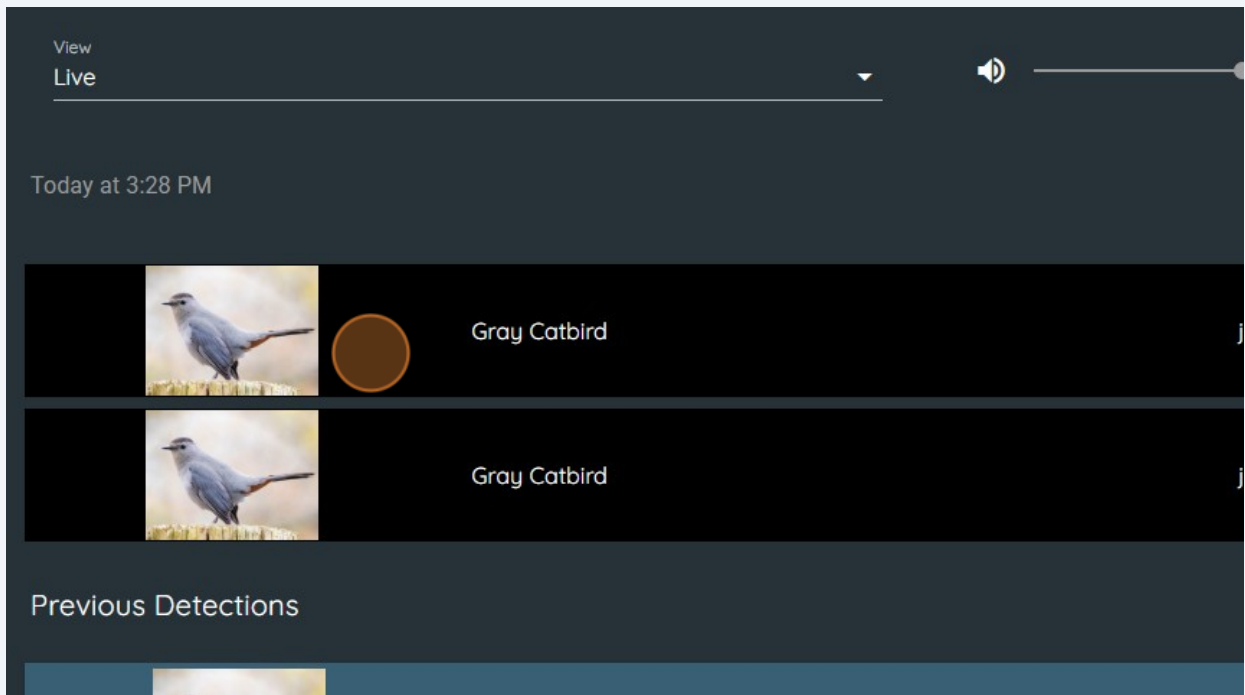 View
Live
Today at 3:28 PM
Gray Catbird
Gray Catbird
Previous Detections